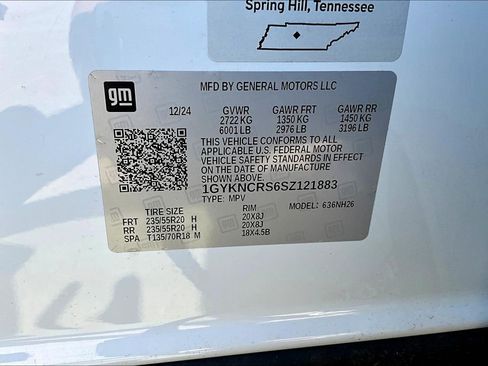 Spring Hill, Tennessee
gm
MFD BY GENERAL MOTORS LLC
12/24 GVWR GAWR FRT GAWR RR
2722 KG 1350 KG 1450 KG
6001 LB 2976 LB 3196 LB
THIS VEHICLE CONFORMS TO ALL
APPLICABLE U.S. FEDERAL MOTOR
VEHICLE SAFETY STANDARDS IN EFFECT
ON THE DATE OF MANUFACTURE
SHOWN ABOVE.
1GYKNCRS6SZ121883
TYPE: MPV MODEL: 636NH26
TIRE SIZE RIM
FRT 235/55R20 H 20X8J
RR 235/55R20 H 20X8J
SPA T135/70R18 M 18X4.5B